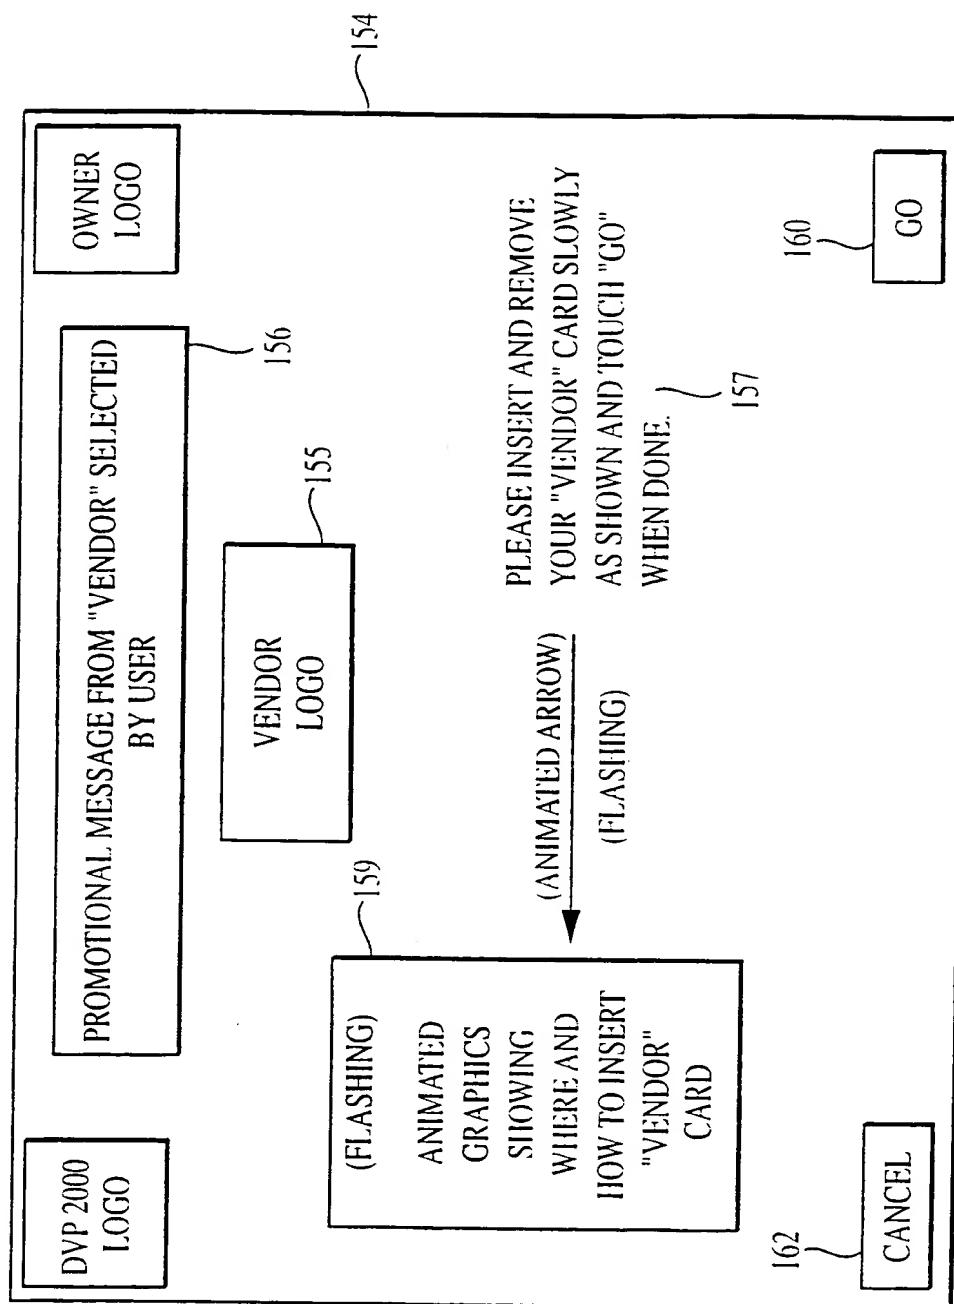 154
DVP 2000
LOGO
PROMOTIONAL MESSAGE FROM "VENDOR" SELECTED
BY USER
156
OWNER
LOGO
VENDOR
LOGO
155
159
(FLASHING)
ANIMATED
GRAPHICS
SHOWING
WHERE AND
HOW TO INSERT
"VENDOR"
CARD
(ANIMATED ARROW)
(FLASHING)
PLEASE INSERT AND REMOVE
YOUR "VENDOR" CARD SLOWLY
AS SHOWN AND TOUCH "GO"
WHEN DONE.
157
162
CANCEL
160
GO